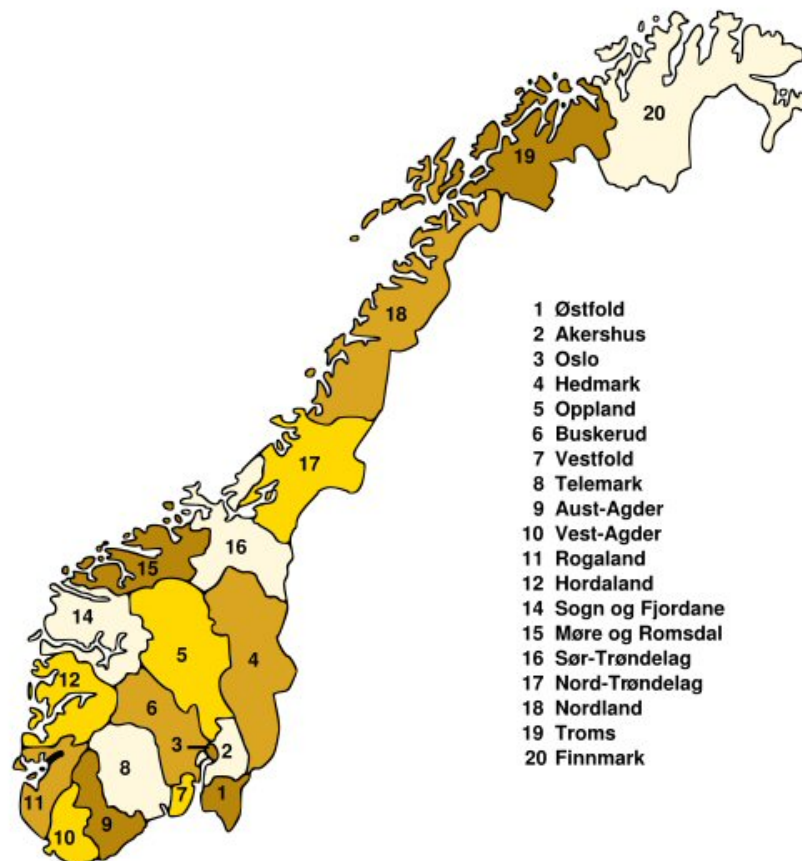 20
19
18
17
16
15
14
5
4
12
6
3
2
8
7
1
11
9
10
1 Østfold
2 Akershus
3 Oslo
4 Hedmark
5 Oppland
6 Buskerud
7 Vestfold
8 Telemark
9 Aust-Agder
10 Vest-Agder
11 Rogaland
12 Hordaland
14 Sogn og Fjordane
15 Møre og Romsdal
16 Sør-Trøndelag
17 Nord-Trøndelag
18 Nordland
19 Troms
20 Finnmark